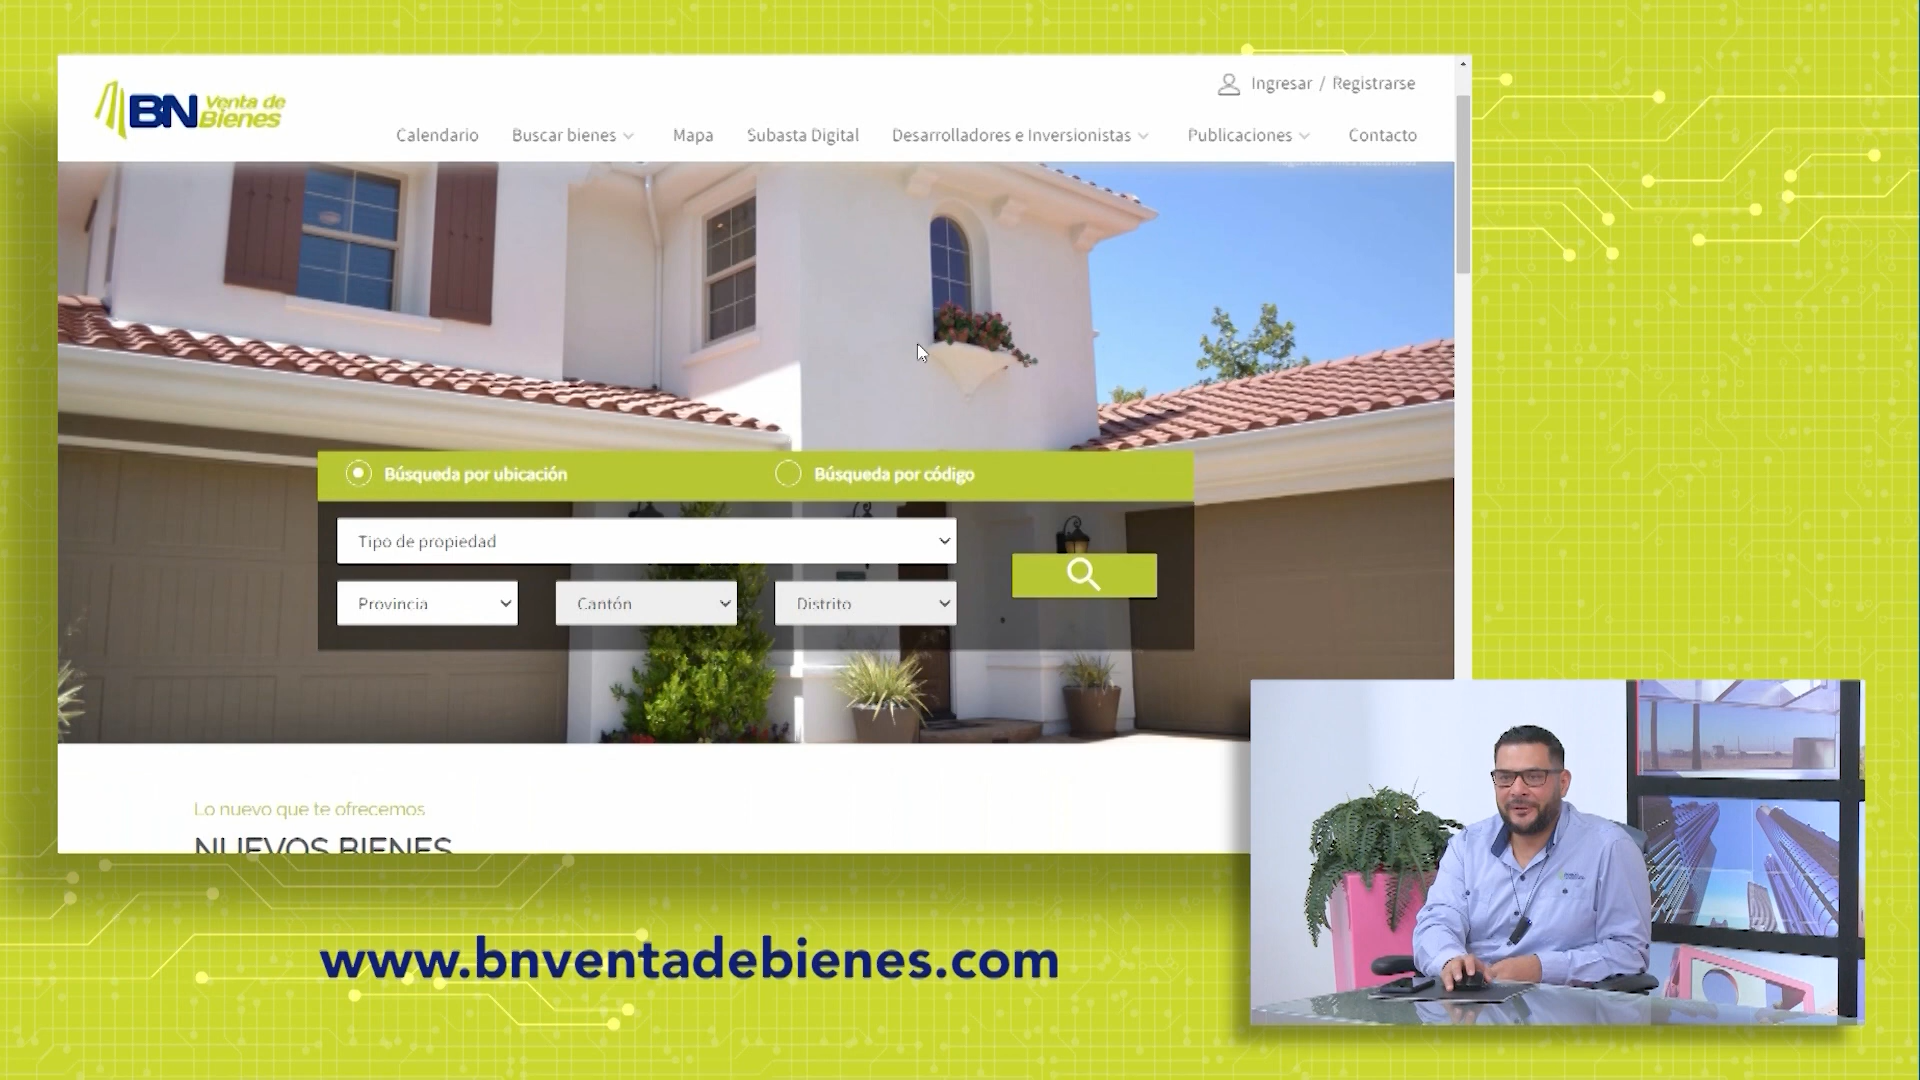 BN Venta de
Bienes
Ingresar / Registrarse
Calendario Buscar bienes Mapa Subasta Digital Desarrolladores e Inversionistas Publicaciones Contacto
Búsqueda por ubicación Búsqueda por código
Tipo de propiedad
Provincia Cantón Distrito
Lo nuevo que te ofrecemos
NUEVOS BIENES
www.bnventadebienes.com